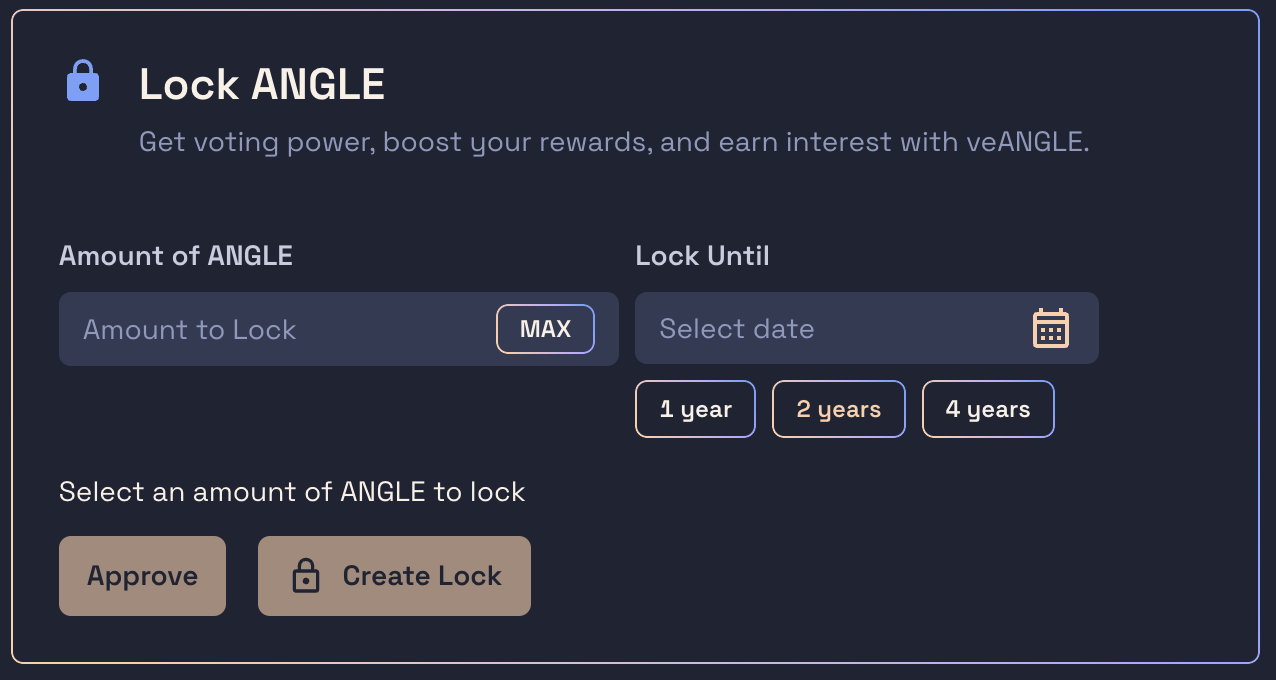 Lock ANGLE
Get voting power, boost your rewards, and earn interest with veANGLE.
Amount of ANGLE
Lock Until
Amount to Lock
MAX
Select date
1 year
2 years
4 years
Select an amount of ANGLE to lock
Approve
Create Lock